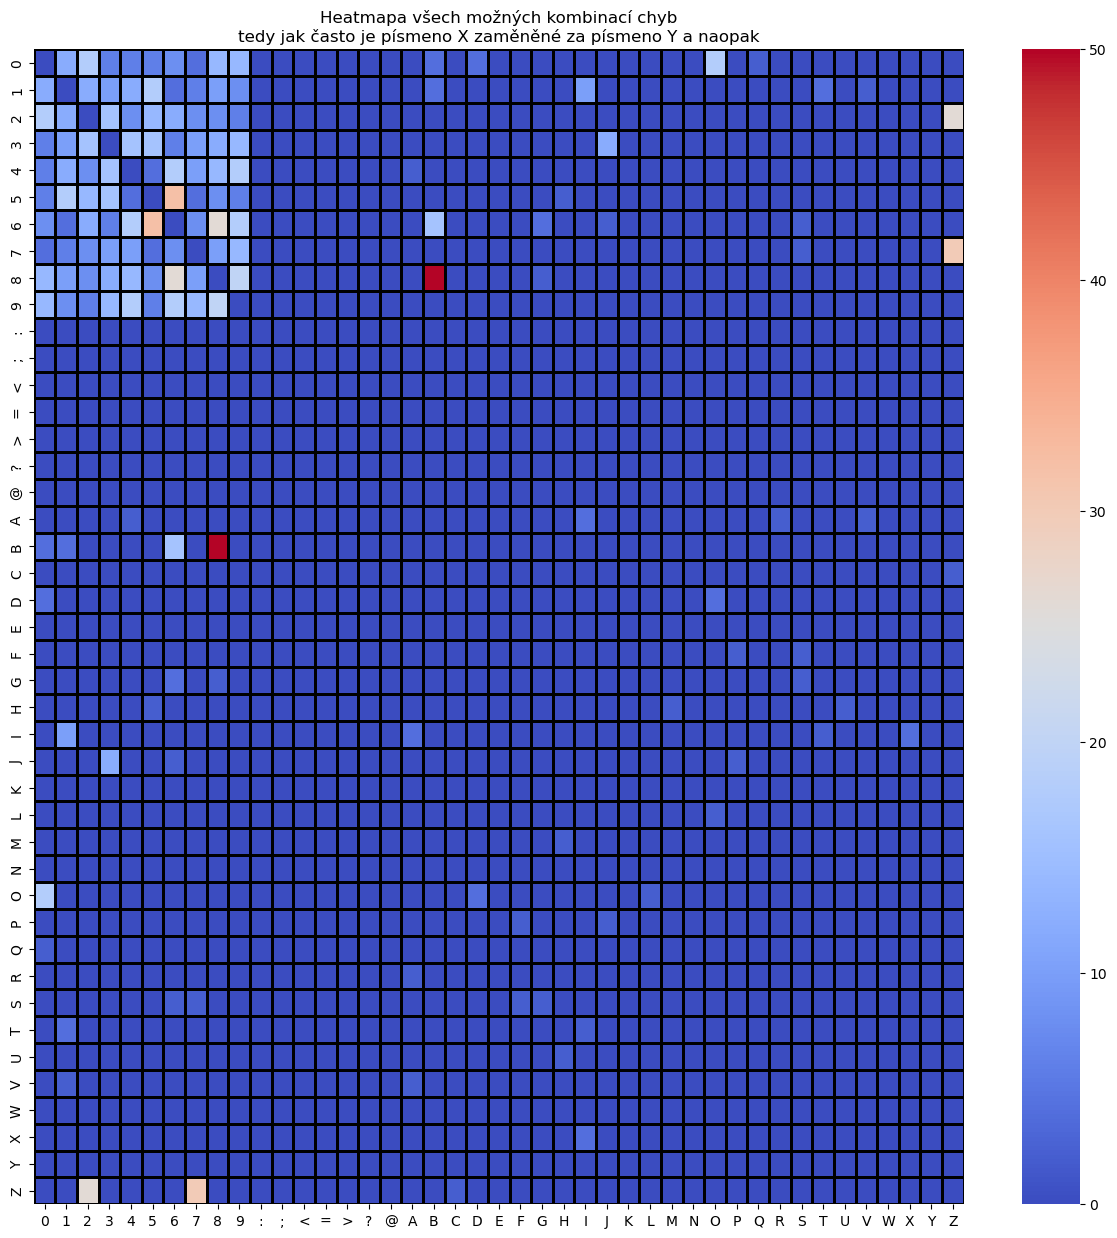 Heatmapa všech možných kombinací chyb
tedy jak často je písmeno X zaměněné za písmeno Y a naopak
0
1
2
3
4
5
6
7
8
9
:
;
<
=
>
?
@
A
B
C
D
E
F
G
H
I
J
K
L
M
N
O
P
Q
R
S
T
U
V
W
X
Y
Z
0 1 2 3 4 5 6 7 8 9 : ; < = > ? @ A B C D E F G H I J K L M N O P Q R S T U V W X Y Z
50
40
30
20
10
0